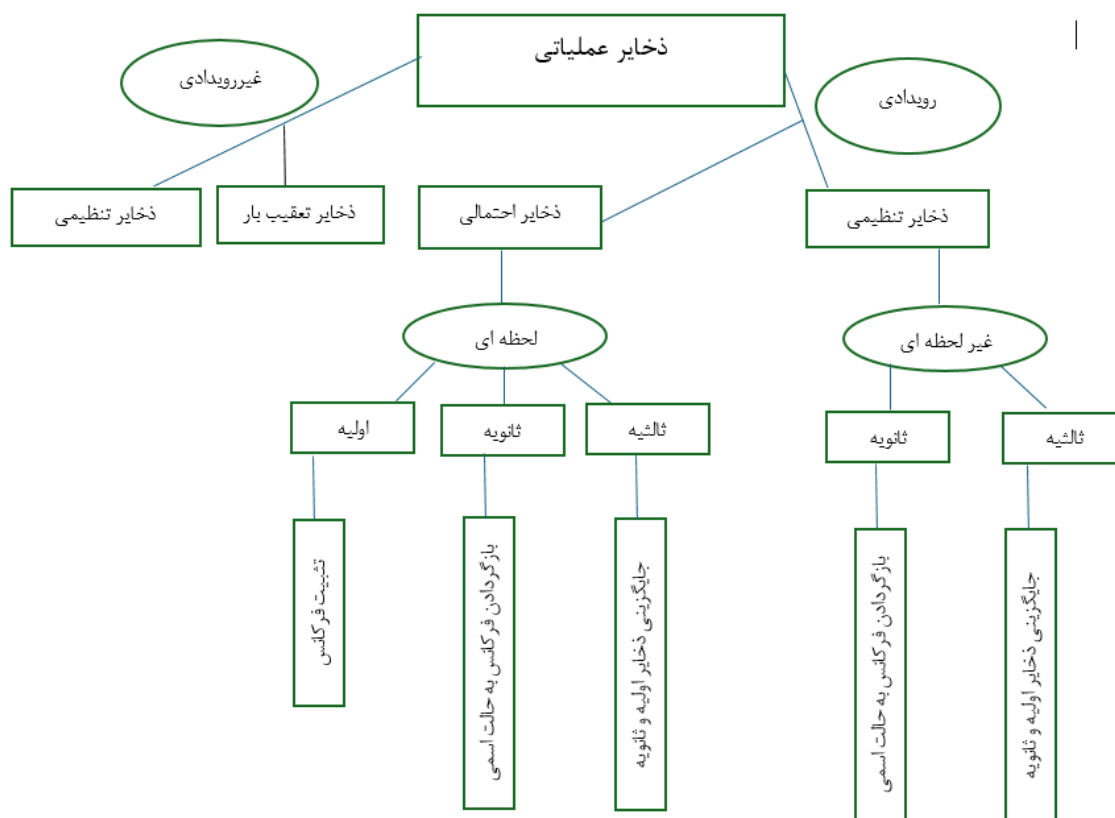 ذخایر عملیاتی
رویدادی
غیررویدادی
ذخایر تنظیمی
ذخایر احتمالی
ذخایر تعقیب بار
ذخایر تنظیمی
غیر لحظه ای
لحظه ای
ثالثیه
ثانویه
ثالثیه
ثانویه
اولیه
جایگزینی ذخایر اولیه و ثانویه
بازگردادن فرکانس به حالت اسمی
جایگزینی ذخایر اولیه و ثانویه
بازگردادن فرکانس به حالت اسمی
تثبیت فرکانس